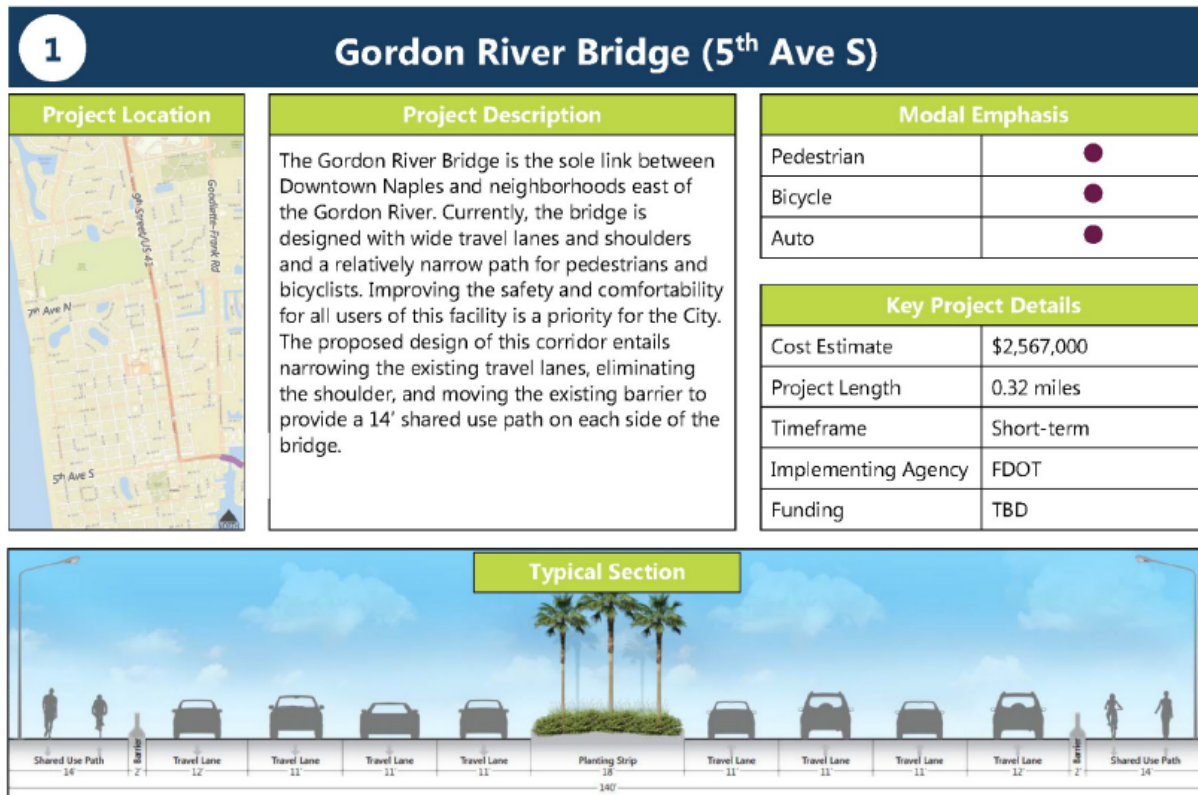 1
Gordon River Bridge (5th Ave S)
Project Location
9th Street/US 41
Goodlette-Frank Rd
7th Ave N
5th Ave S
Project Description
The Gordon River Bridge is the sole link between
Downtown Naples and neighborhoods east of
the Gordon River. Currently, the bridge is
designed with wide travel lanes and shoulders
and a relatively narrow path for pedestrians and
bicyclists. Improving the safety and comfortability
for all users of this facility is a priority for the City.
The proposed design of this corridor entails
narrowing the existing travel lanes, eliminating
the shoulder, and moving the existing barrier to
provide a 14' shared use path on each side of the
bridge.
Modal Emphasis
Pedestrian
Bicycle
Auto
Key Project Details
Cost Estimate $2,567,000
Project Length 0.32 miles
Timeframe Short-term
Implementing Agency FDOT
Funding TBD
Typical Section
Shared Use Path Barrier Travel Lane Travel Lane Travel Lane Travel Lane Planting Strip Travel Lane Travel Lane Travel Lane Travel Lane Barrier Shared Use Path
14' 2' 12' 11' 11' 11' 18' 11' 11' 11' 12' 2' 14'
140'